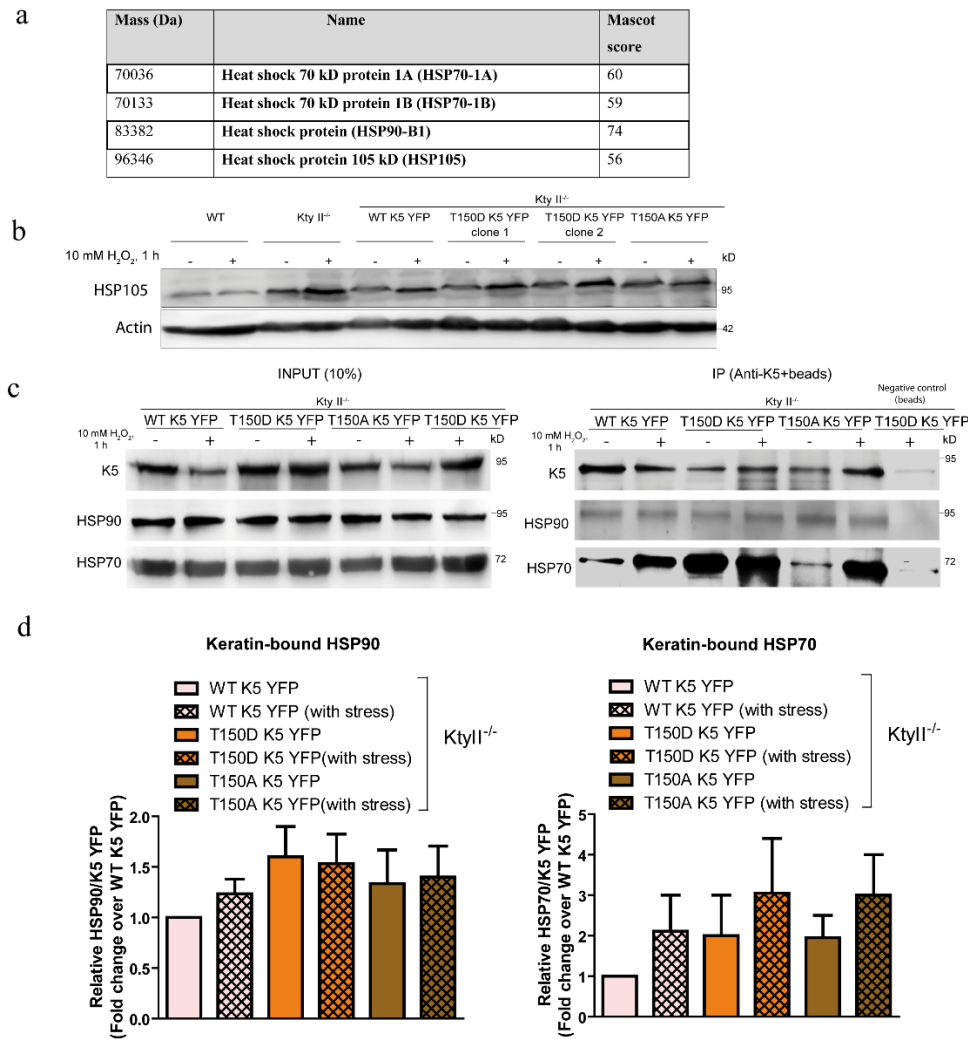 a
Mass (Da) Name Mascot score
70036 Heat shock 70 kD protein 1A (HSP70-1A) 60
70133 Heat shock 70 kD protein 1B (HSP70-1B) 59
83382 Heat shock protein (HSP90-B1) 74
96346 Heat shock protein 105 kD (HSP105) 56
b
Kty II-/-
WT Kty II-/- WT K5 YFP T150D K5 YFP clone 1 T150D K5 YFP clone 2 T150A K5 YFP
10 mM H2O2, 1 h - + - + - + - + - + - + kD
HSP105 95
Actin 42
c
INPUT (10%)
Kty II-/-
WT K5 YFP T150D K5 YFP T150A K5 YFP T150D K5 YFP
10 mM H2O2, 1 h - + - + - + + kD
K5 95
HSP90 95
HSP70 72
IP (Anti-K5+beads)
Kty II-/-
Negative control (beads)
WT K5 YFP T150D K5 YFP T150A K5 YFP T150D K5 YFP
10 mM H2O2, 1 h - + - + - + + kD
K5 95
HSP90 95
HSP70 72
d
Keratin-bound HSP90
WT K5 YFP
WT K5 YFP (with stress)
T150D K5 YFP
T150D K5 YFP(with stress)
T150A K5 YFP
T150A K5 YFP(with stress)
KtyII-/-
Relative HSP90/K5 YFP
(Fold change over WT K5 YFP)
2.0
1.5
1.0
0.5
0.0
Keratin-bound HSP70
WT K5 YFP
WT K5 YFP (with stress)
T150D K5 YFP
T150D K5 YFP (with stress)
T150A K5 YFP
T150A K5 YFP (with stress)
KtyII-/-
Relative HSP70/K5 YFP
(Fold change over WT K5 YFP)
5
4
3
2
1
0